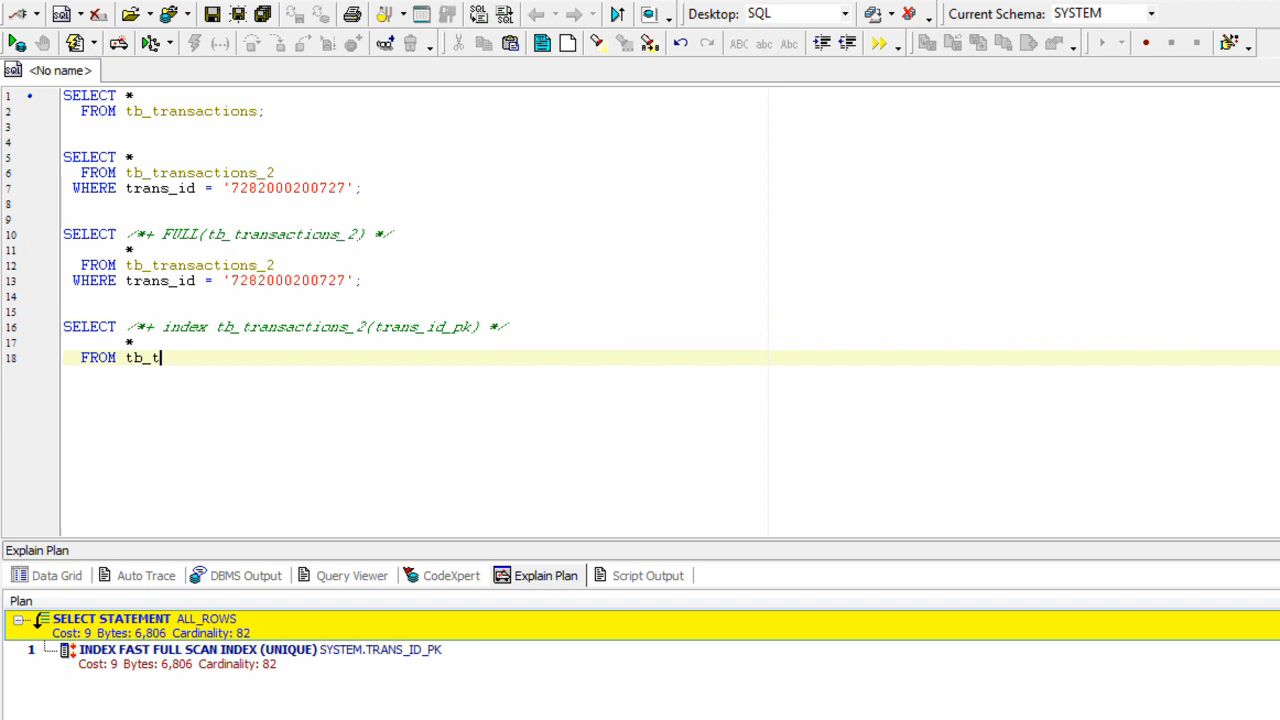 Desktop: SQL Current Schema: SYSTEM
SQL <No name>
1 SELECT *
2 FROM tb_transactions;
3
4
5 SELECT *
6 FROM tb_transactions_2
7 WHERE trans_id = '7282000200727';
8
9
10 SELECT /*+ FULL(tb_transactions_2) */
11 *
12 FROM tb_transactions_2
13 WHERE trans_id = '7282000200727';
14
15
16 SELECT /*+ index tb_transactions_2(trans_id_pk) */
17 *
18 FROM tb_t
Explain Plan
Data Grid Auto Trace DBMS Output Query Viewer CodeXpert Explain Plan Script Output
Plan
SELECT STATEMENT ALL_ROWS
Cost: 9 Bytes: 6,806 Cardinality: 82
1 INDEX FAST FULL SCAN INDEX (UNIQUE) SYSTEM.TRANS_ID_PK
Cost: 9 Bytes: 6,806 Cardinality: 82